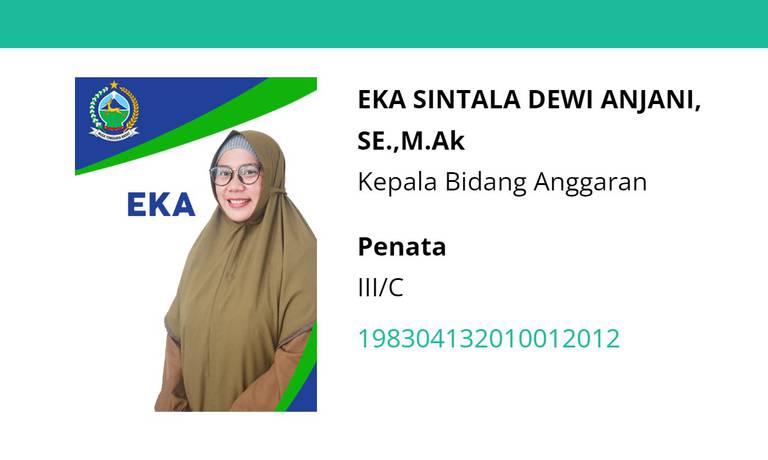 EKA
EKA SINTALA DEWI ANJANI,
SE.,M.Ak
Kepala Bidang Anggaran
Penata
III/C
198304132010012012